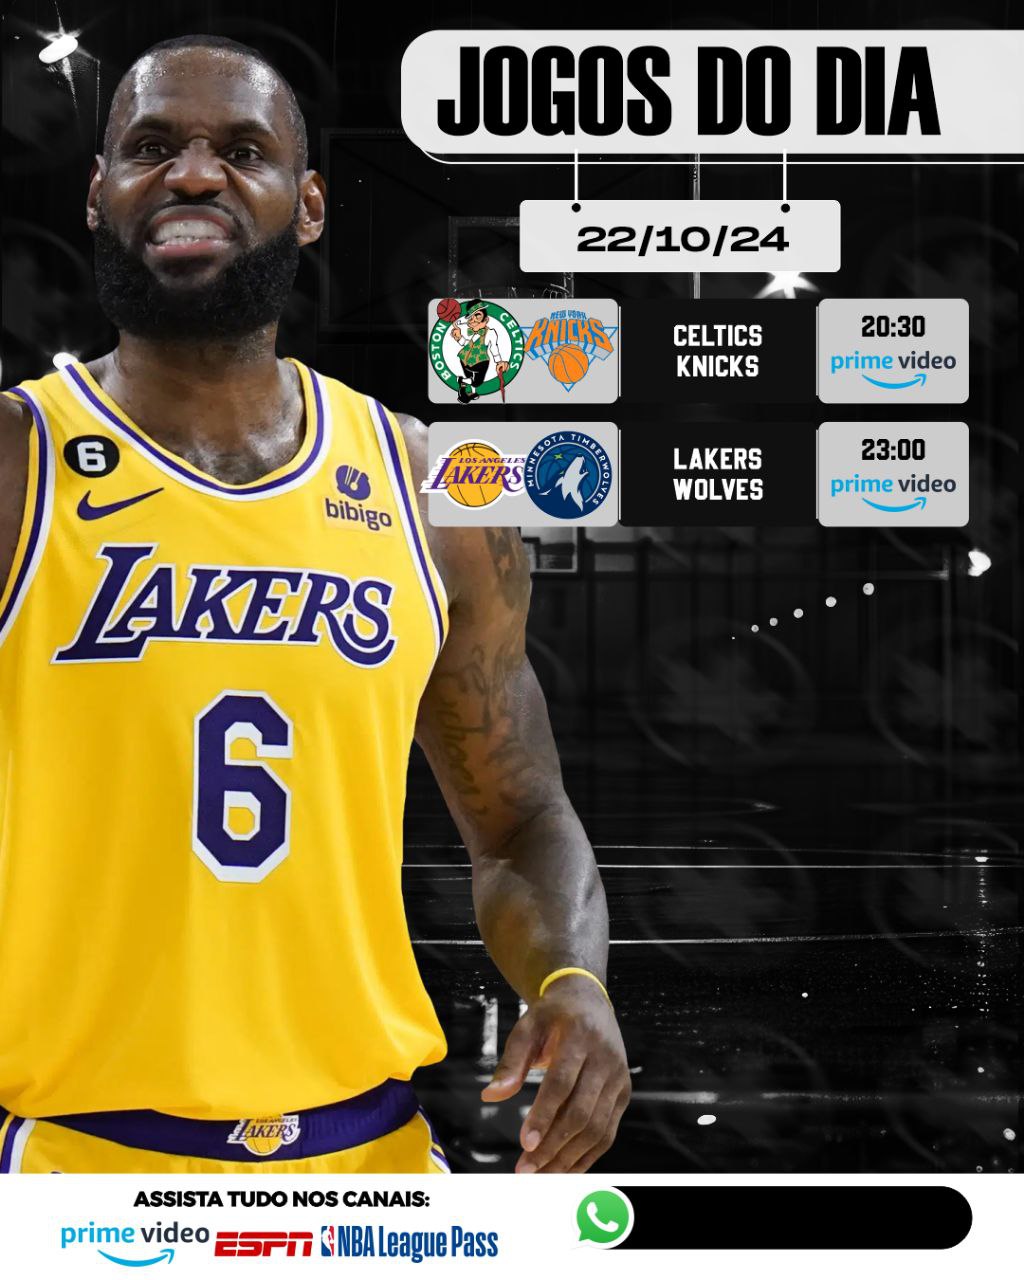 JOGOS DO DIA
22/10/24
BOSTON CELTICS
NEW YORK
KNICKS
CELTICS
KNICKS
20:30
prime video
LOS ANGELES
LAKERS
MINNESOTA TIMBERWOLVES
LAKERS
WOLVES
23:00
prime video
6
bibigo
LAKERS
6
LOS ANGELES
LAKERS
ASSISTA TUDO NOS CANAIS:
prime video ESPN NBA League Pass